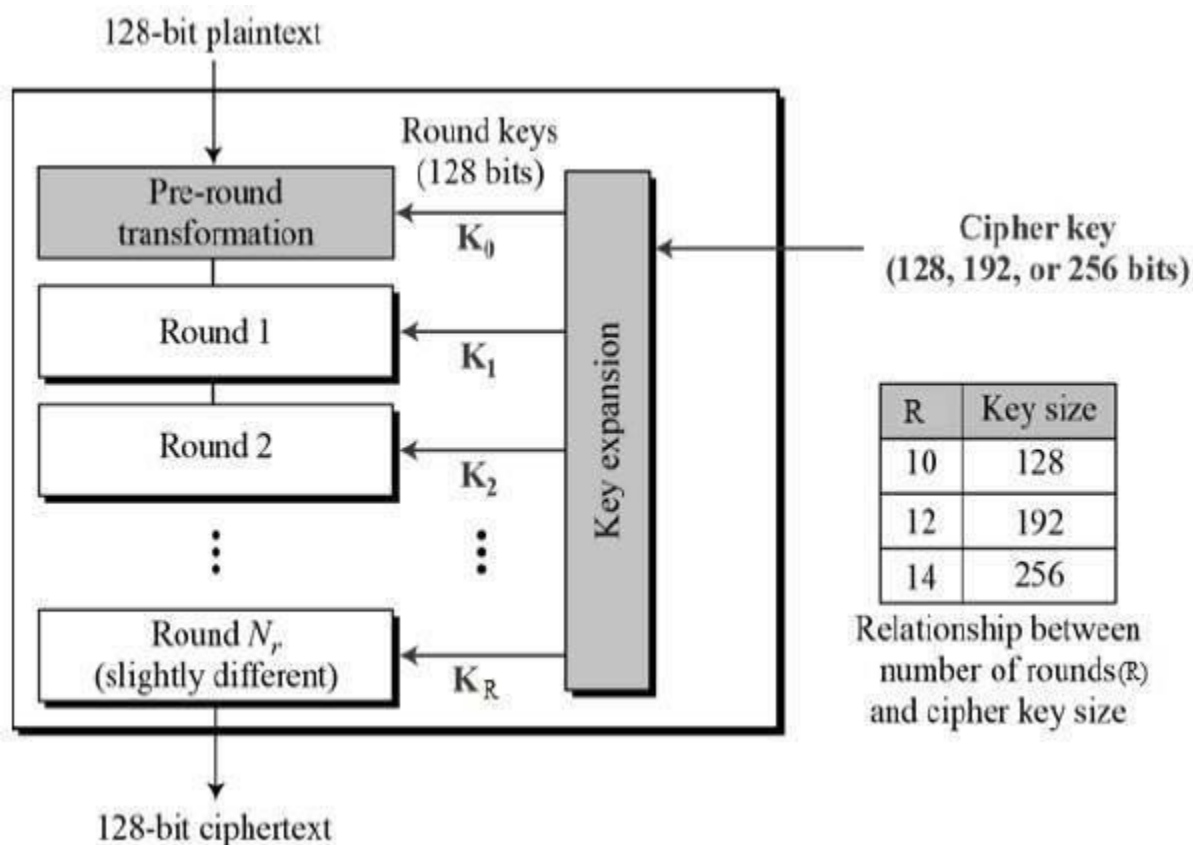 128-bit plaintext
Round keys
(128 bits)
Pre-round
transformation
K₀
Cipher key
(128, 192, or 256 bits)
Round 1
K₁
Round 2
K₂
Key expansion
Round Nᵣ
(slightly different)
K_R
R Key size
10 128
12 192
14 256
Relationship between
number of rounds(R)
and cipher key size
128-bit ciphertext